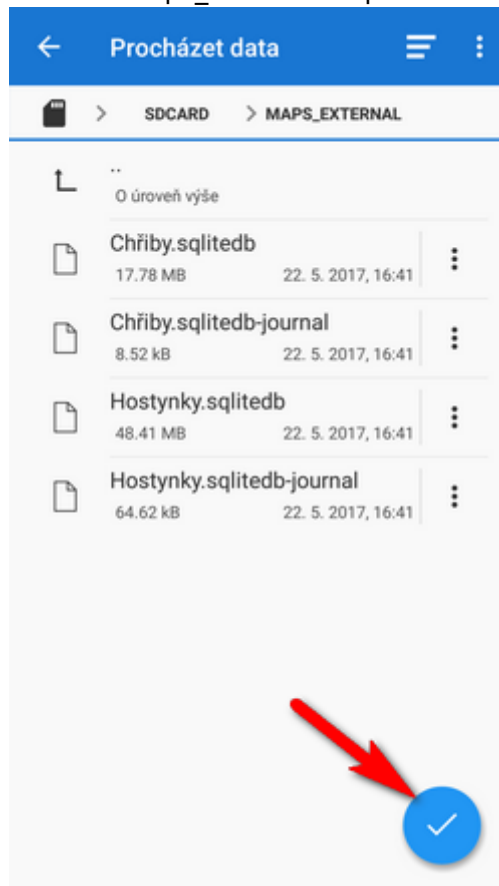 Procházet data
SDCARD > MAPS_EXTERNAL
..
O úroveň výše
Chřiby.sqlitedb
17.78 MB 22. 5. 2017, 16:41
Chřiby.sqlitedb-journal
8.52 kB 22. 5. 2017, 16:41
Hostynky.sqlitedb
48.41 MB 22. 5. 2017, 16:41
Hostynky.sqlitedb-journal
64.62 kB 22. 5. 2017, 16:41